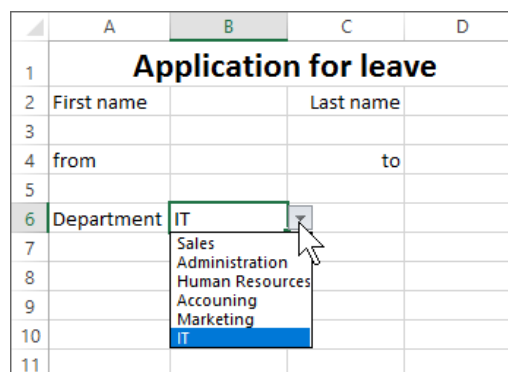 A B C D
1 Application for leave
2 First name Last name
3
4 from to
5
6 Department IT
7 Sales
8 Administration
Human Resources
9 Accouning
Marketing
10 IT
11